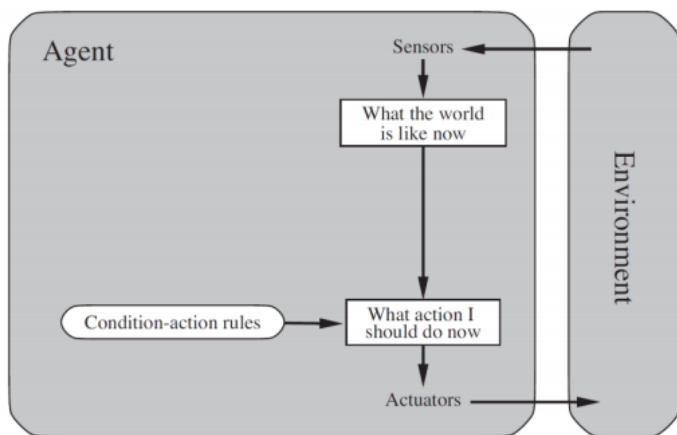 Agent
Sensors
What the world
is like now
Environment
Condition-action rules
What action I
should do now
Actuators